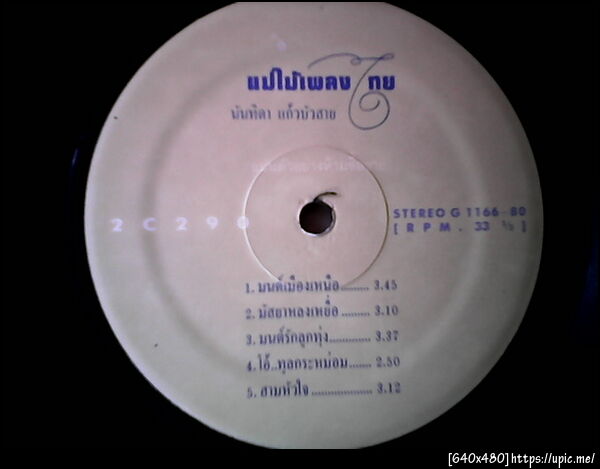 แม่ไม้เพลงไทย
นันทิดา แก้วบัวสาย
2C290
STEREO G 1166-80
[RPM. 33 ⅓]
1. มนต์เมืองเหนือ......... 3.45
2. มัสยาหลงเหยื่อ ........ 3.10
3. มนต์รักลูกทุ่ง............. 3.37
4. โอ้..ทูลกระหม่อม....... 2.50
5. สามหัวใจ................... 3.12
[640x480]https://upic.me/